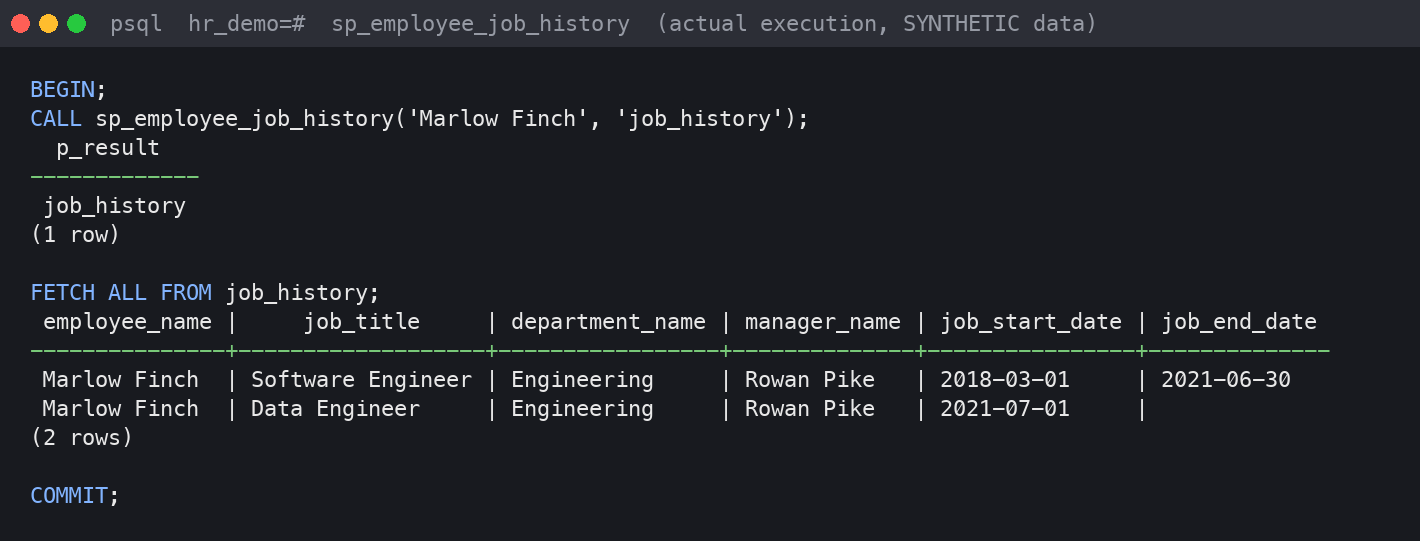 psql  hr_demo=#  sp_employee_job_history  (actual execution, SYNTHETIC data)
BEGIN;
CALL sp_employee_job_history('Marlow Finch', 'job_history');
  p_result
-------------
 job_history
(1 row)
FETCH ALL FROM job_history;
 employee_name |     job_title     | department_name | manager_name | job_start_date | job_end_date
---------------+-------------------+-----------------+--------------+----------------+--------------
 Marlow Finch  | Software Engineer | Engineering     | Rowan Pike   | 2018-03-01     | 2021-06-30
 Marlow Finch  | Data Engineer     | Engineering     | Rowan Pike   | 2021-07-01     |
(2 rows)
COMMIT;